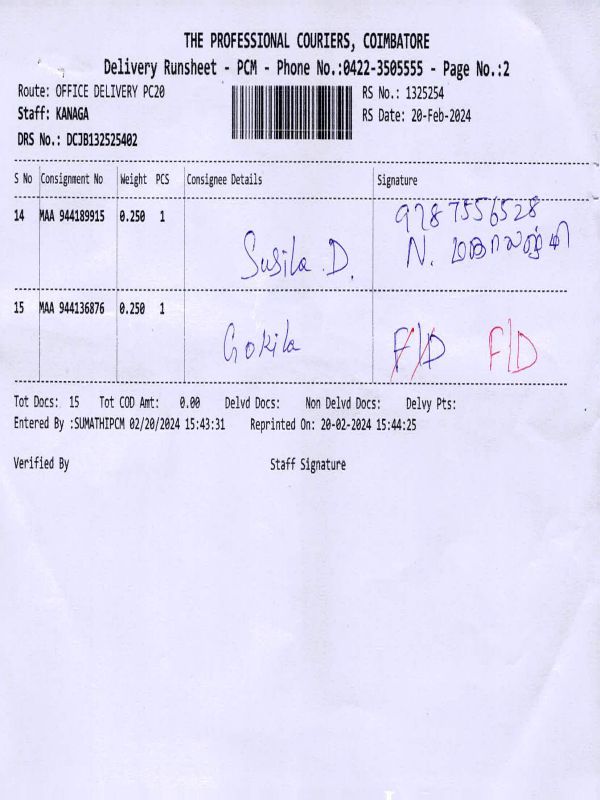 THE PROFESSIONAL COURIERS, COIMBATORE
Delivery Runsheet - PCM - Phone No.:0422-3505555 - Page No.:2
Route: OFFICE DELIVERY PC20 RS No.: 1325254
Staff: KANAGA RS Date: 20-Feb-2024
DRS No.: DCJB132525402
S No Consignment No Weight PCS Consignee Details Signature
14 MAA 944189915 0.250 1 Susila .D. 9787556528
N. மகாலஷ்மி
15 MAA 944136876 0.250 1 Gokila F/D F/D
Tot Docs: 15 Tot COD Amt: 0.00 Delvd Docs: Non Delvd Docs: Delvy Pts:
Entered By :SUMATHIPCM 02/20/2024 15:43:31 Reprinted On: 20-02-2024 15:44:25
Verified By Staff Signature